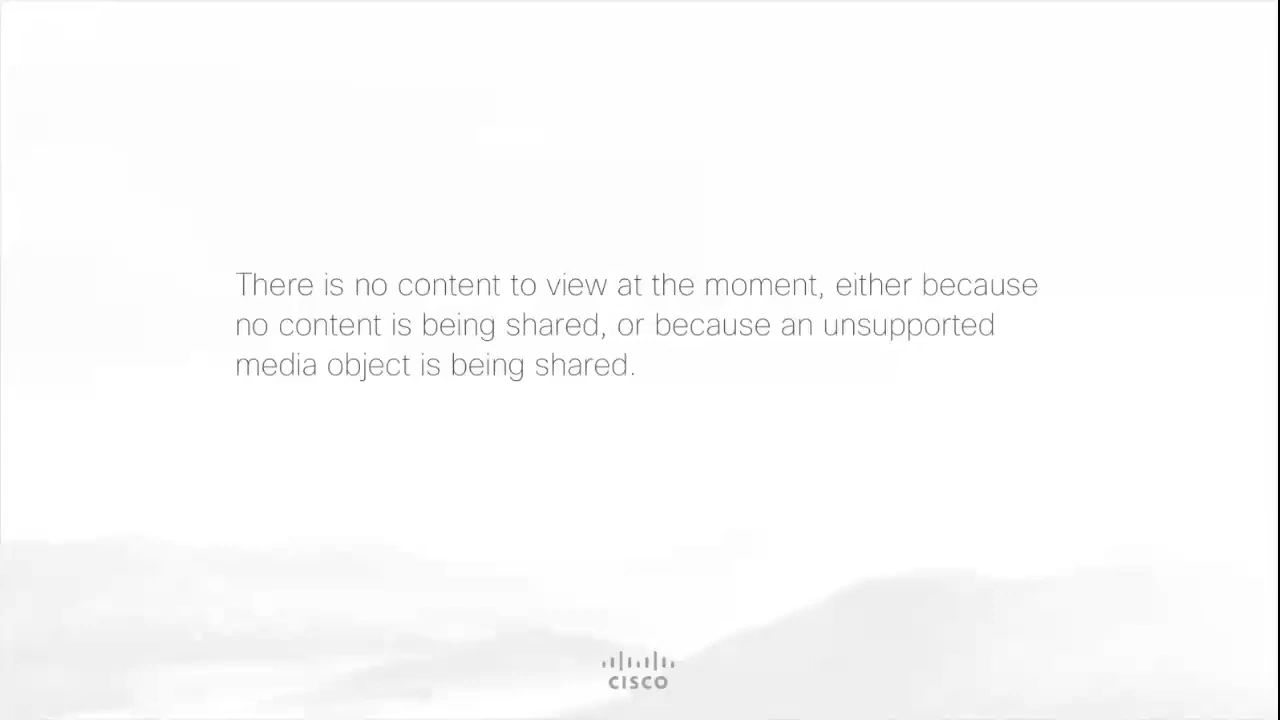 There is no content to view at the moment, either because
no content is being shared, or because an unsupported
media object is being shared.
CISCO